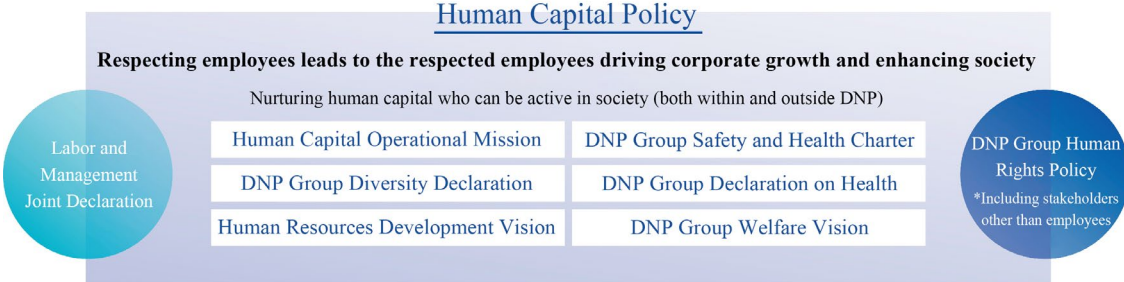 Human Capital Policy
Respecting employees leads to the respected employees driving corporate growth and enhancing society
Nurturing human capital who can be active in society (both within and outside DNP)
Labor and
Management
Joint Declaration
Human Capital Operational Mission
DNP Group Safety and Health Charter
DNP Group Diversity Declaration
DNP Group Declaration on Health
Human Resources Development Vision
DNP Group Welfare Vision
DNP Group Human
Rights Policy
*Including stakeholders
other than employees